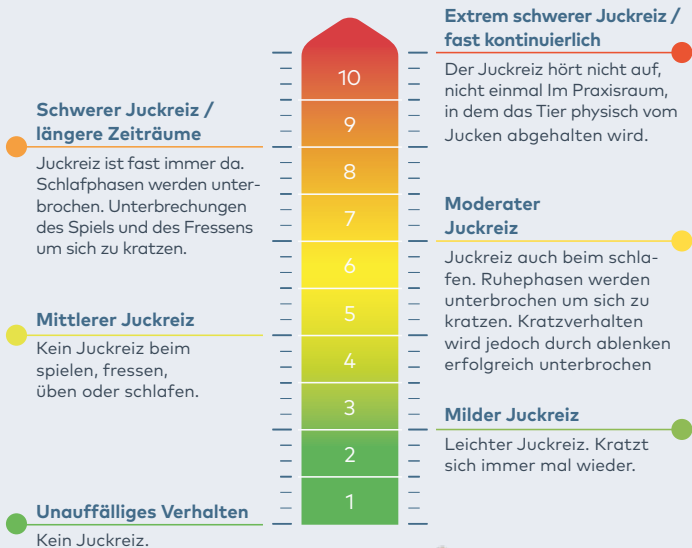 Extrem schwerer Juckreiz /
fast kontinuierlich
Der Juckreiz hört nicht auf,
nicht einmal Im Praxisraum,
in dem das Tier physisch vom
Jucken abgehalten wird.
Schwerer Juckreiz /
längere Zeiträume
Juckreiz ist fast immer da.
Schlafphasen werden unter-
brochen. Unterbrechungen
des Spiels und des Fressens
um sich zu kratzen.
Moderater
Juckreiz
Juckreiz auch beim schla-
fen. Ruhephasen werden
unterbrochen um sich zu
kratzen. Kratzverhalten
wird jedoch durch ablenken
erfolgreich unterbrochen
Mittlerer Juckreiz
Kein Juckreiz beim
spielen, fressen,
üben oder schlafen.
Milder Juckreiz
Leichter Juckreiz. Kratzt
sich immer mal wieder.
Unauffälliges Verhalten
Kein Juckreiz.
10
9
8
7
6
5
4
3
2
1